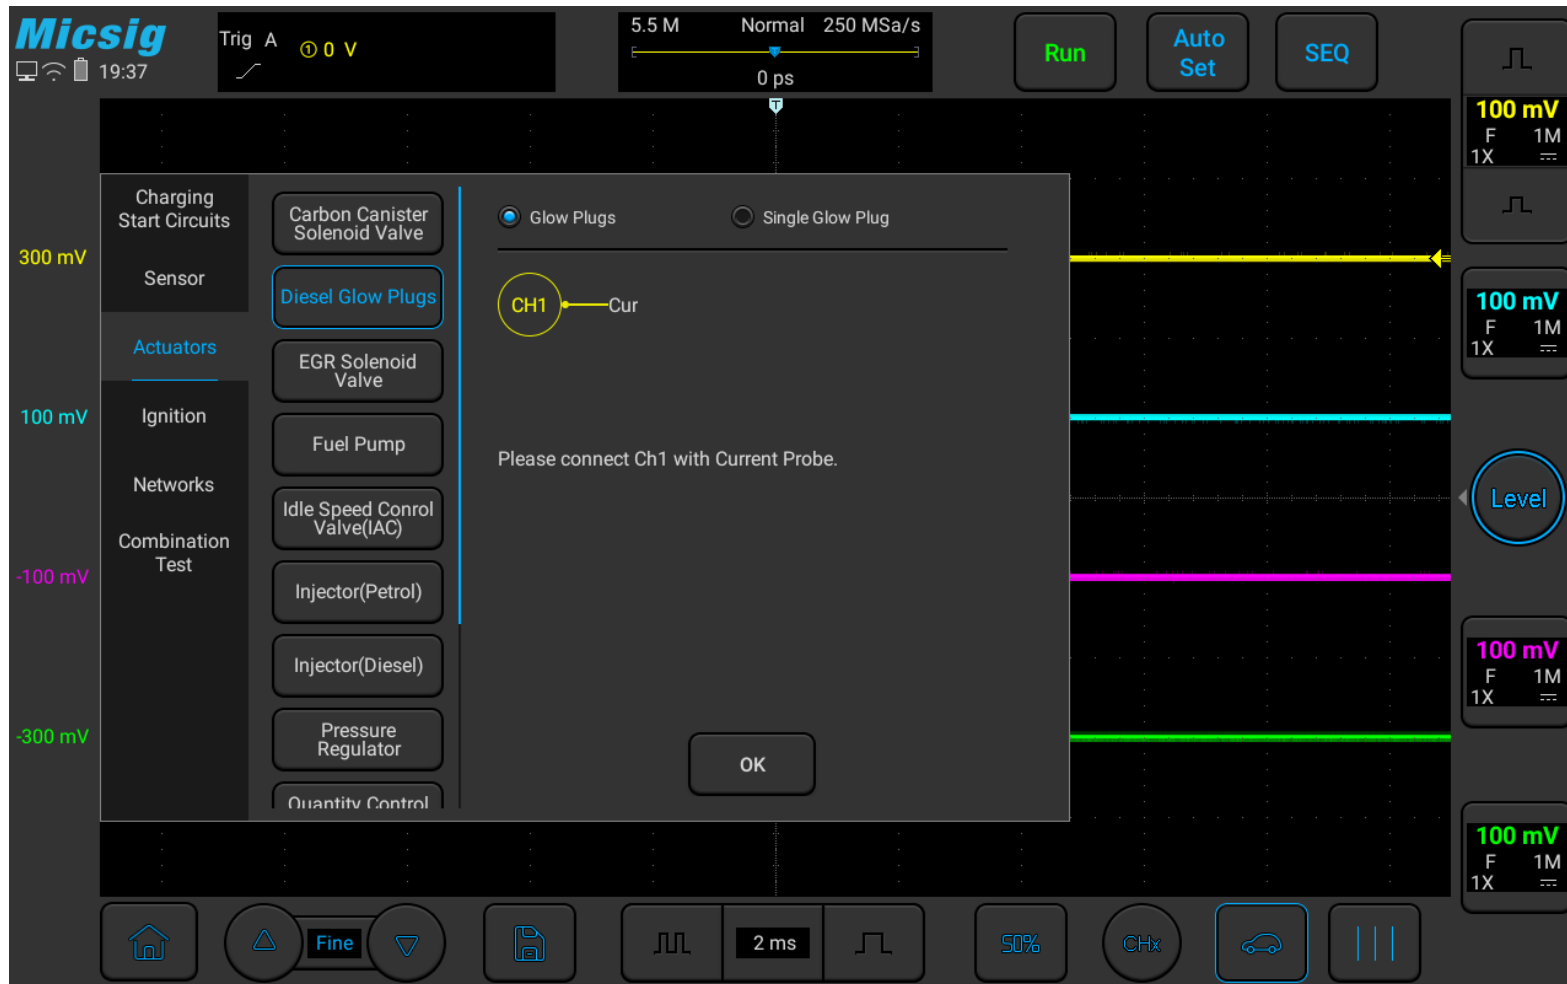 Micsig
19:37
Trig A
① 0 V
5.5 M Normal 250 MSa/s
0 ps
Run
Auto
Set
SEQ
T
100 mV
F 1M
1X
300 mV
100 mV
-100 mV
-300 mV
Charging
Start Circuits
Sensor
Actuators
Ignition
Networks
Combination
Test
Carbon Canister
Solenoid Valve
Diesel Glow Plugs
EGR Solenoid
Valve
Fuel Pump
Idle Speed Conrol
Valve(IAC)
Injector(Petrol)
Injector(Diesel)
Pressure
Regulator
Quantity Control
Glow Plugs
Single Glow Plug
CH1
Cur
Please connect Ch1 with Current Probe.
OK
100 mV
F 1M
1X
Level
100 mV
F 1M
1X
100 mV
F 1M
1X
Fine
2 ms
50%
CHx